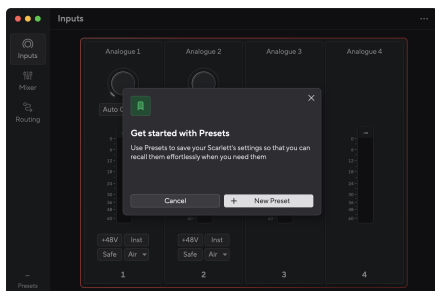 Inputs
Inputs
Mixer
Routing
Presets
Analogue 1
Analogue 2
Analogue 3
Analogue 4
Auto
Get started with Presets
Use Presets to save your Scarlett's settings so that you can
recall them effortlessly when you need them
Cancel
+ New Preset
+48V Inst
Safe Air
+48V Inst
Safe Air
1
2
3
4